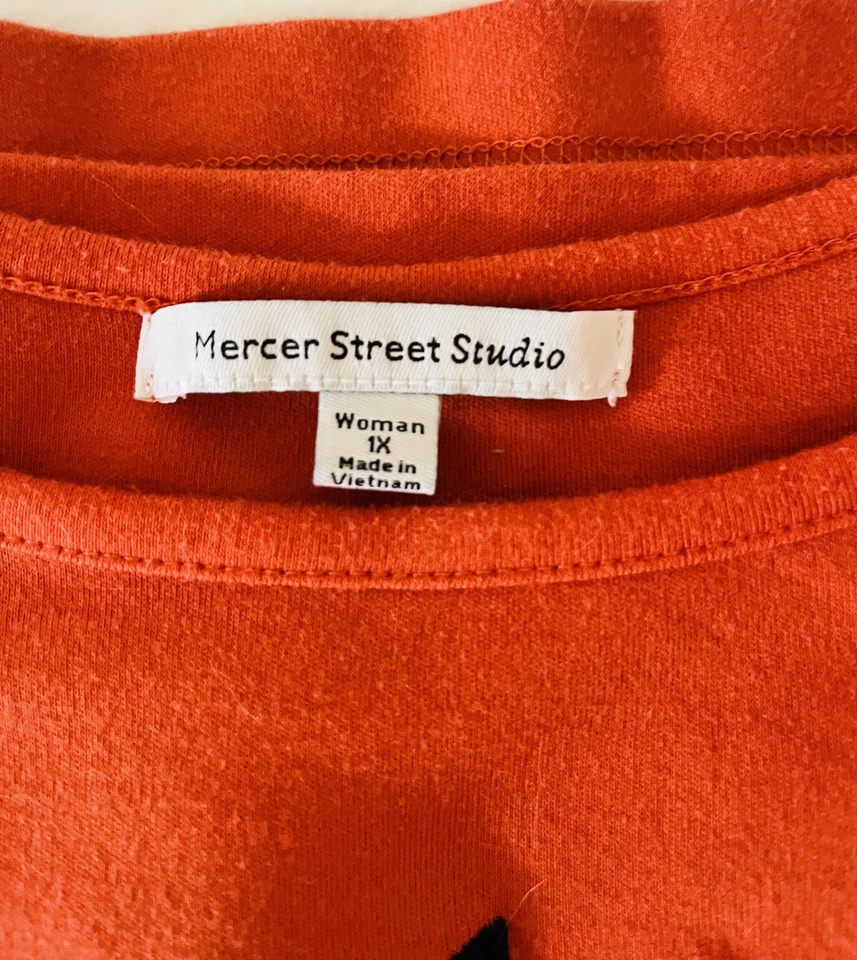 Mercer Street Studio
Woman
1X
Made in
Vietnam